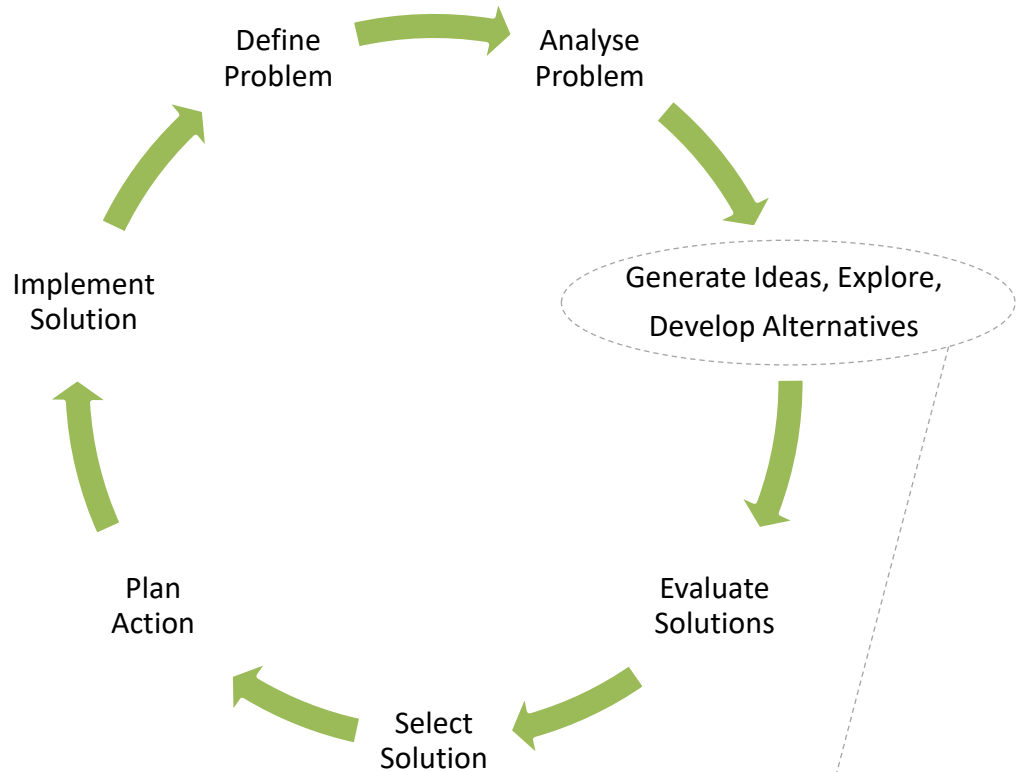 Define
Problem
Analyse
Problem
Generate Ideas, Explore,
Develop Alternatives
Evaluate
Solutions
Select
Solution
Plan
Action
Implement
Solution